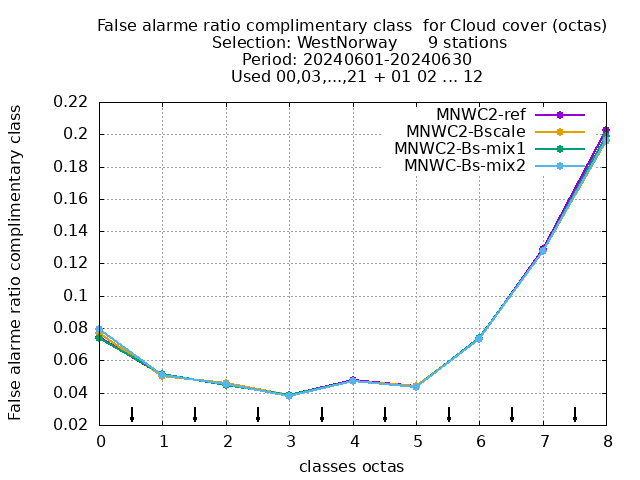 False alarme ratio complimentary class  for Cloud cover (octas)
Selection: WestNorway      9 stations
Period: 20240601-20240630
Used 00,03,...,21 + 01 02 ... 12
False alarme ratio complimentary class
0.22
0.2
0.18
0.16
0.14
0.12
0.1
0.08
0.06
0.04
0.02
MNWC2-ref
MNWC2-Bscale
MNWC2-Bs-mix1
MNWC-Bs-mix2
0 1 2 3 4 5 6 7 8
classes octas